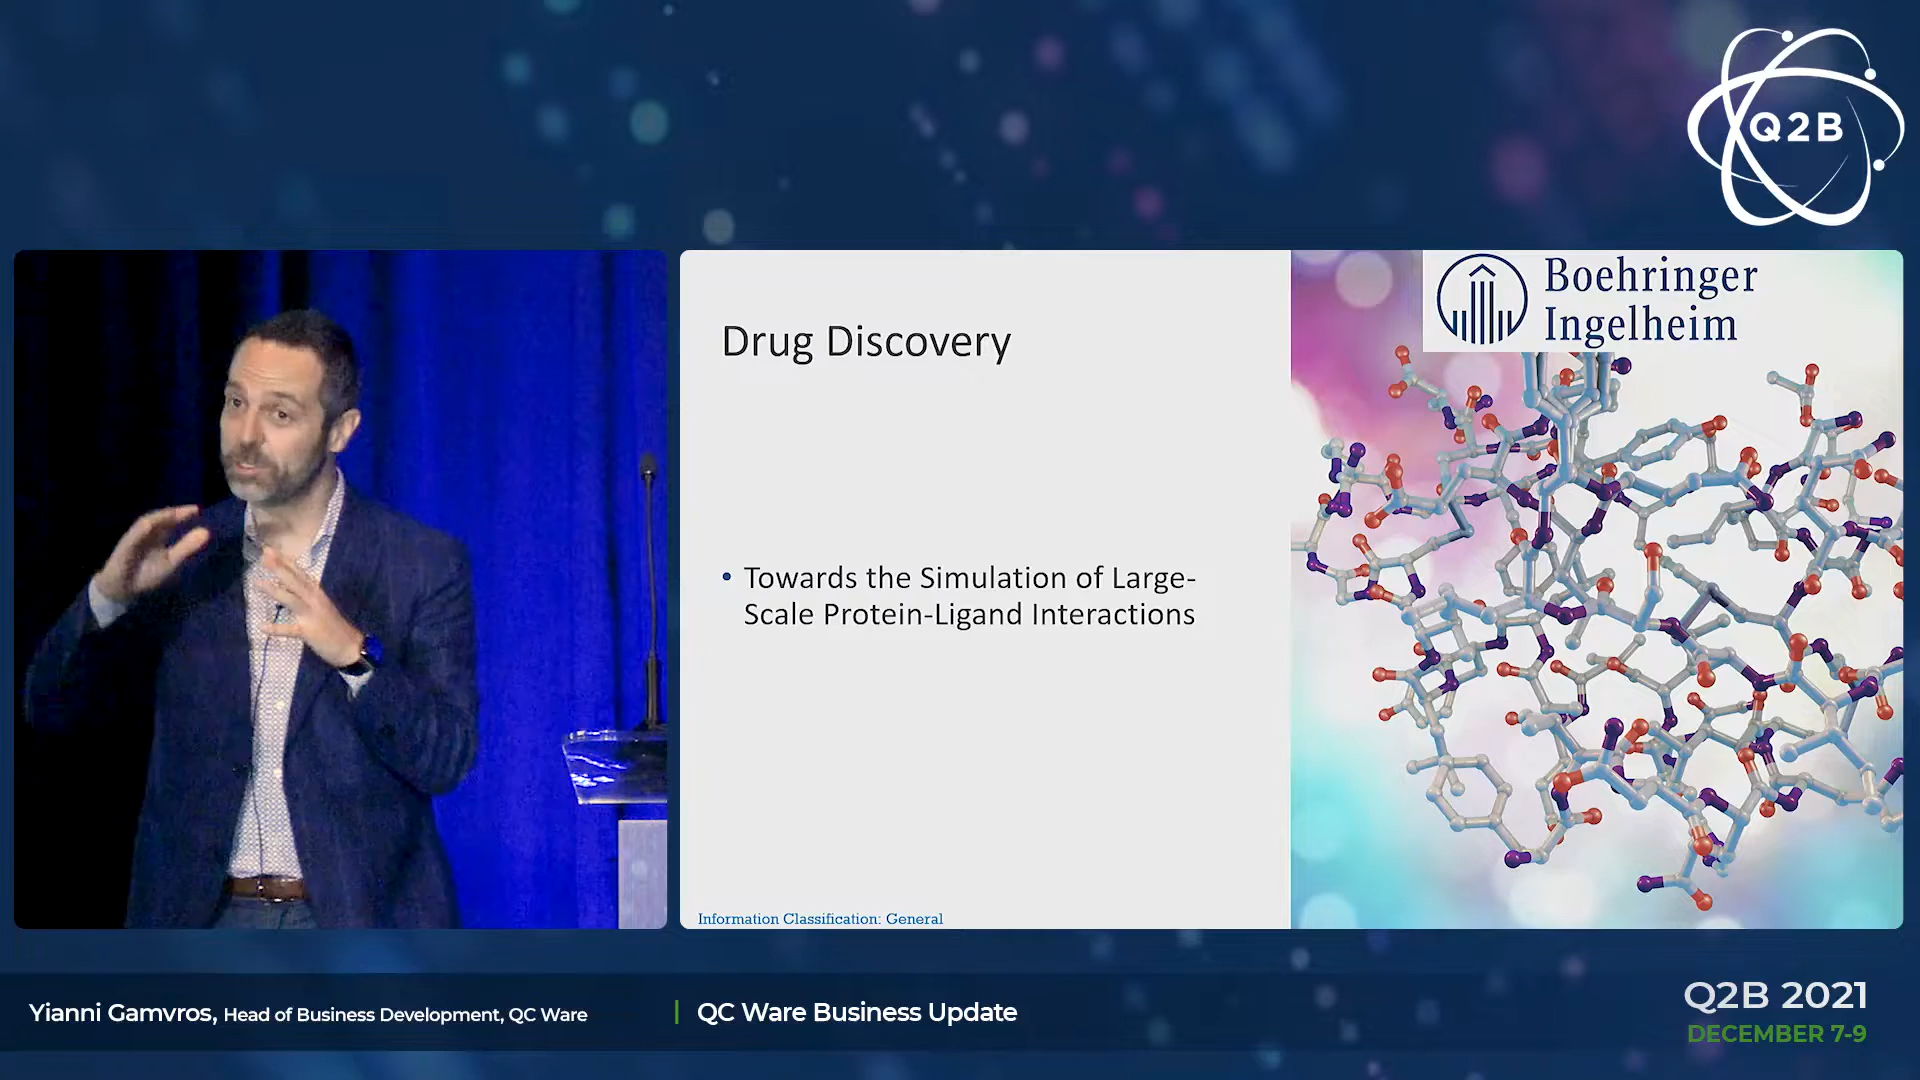 Q2B
Boehringer
Ingelheim
Drug Discovery
• Towards the Simulation of Large-
Scale Protein-Ligand Interactions
Information Classification: General
Yianni Gamvros, Head of Business Development, QC Ware
QC Ware Business Update
Q2B 2021
DECEMBER 7-9